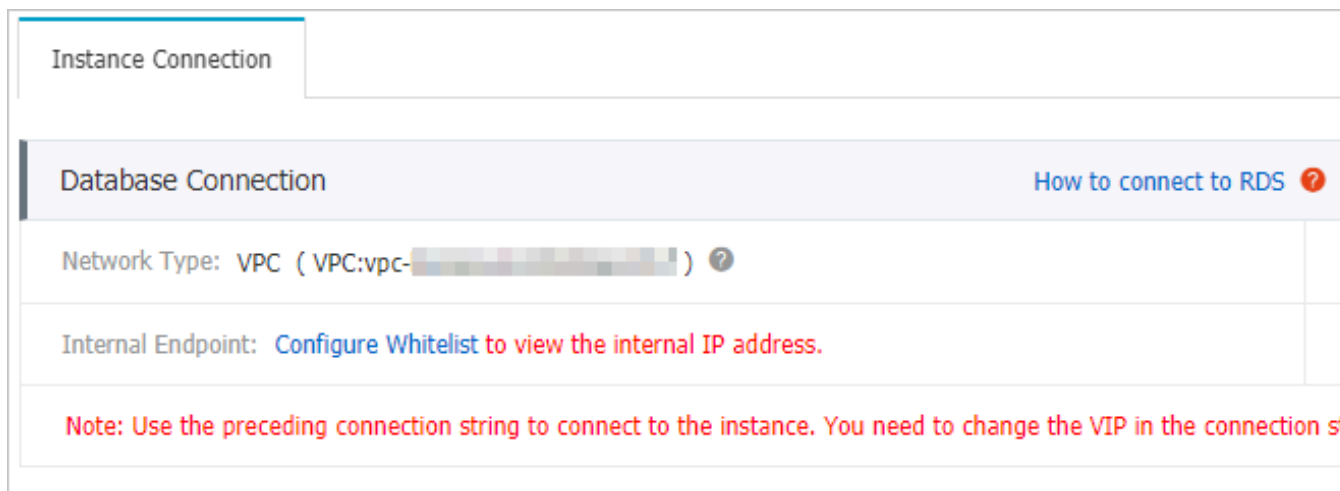 Instance Connection
Database Connection How to connect to RDS
Network Type: VPC ( VPC:vpc- )
Internal Endpoint: Configure Whitelist to view the internal IP address.
Note: Use the preceding connection string to connect to the instance. You need to change the VIP in the connection